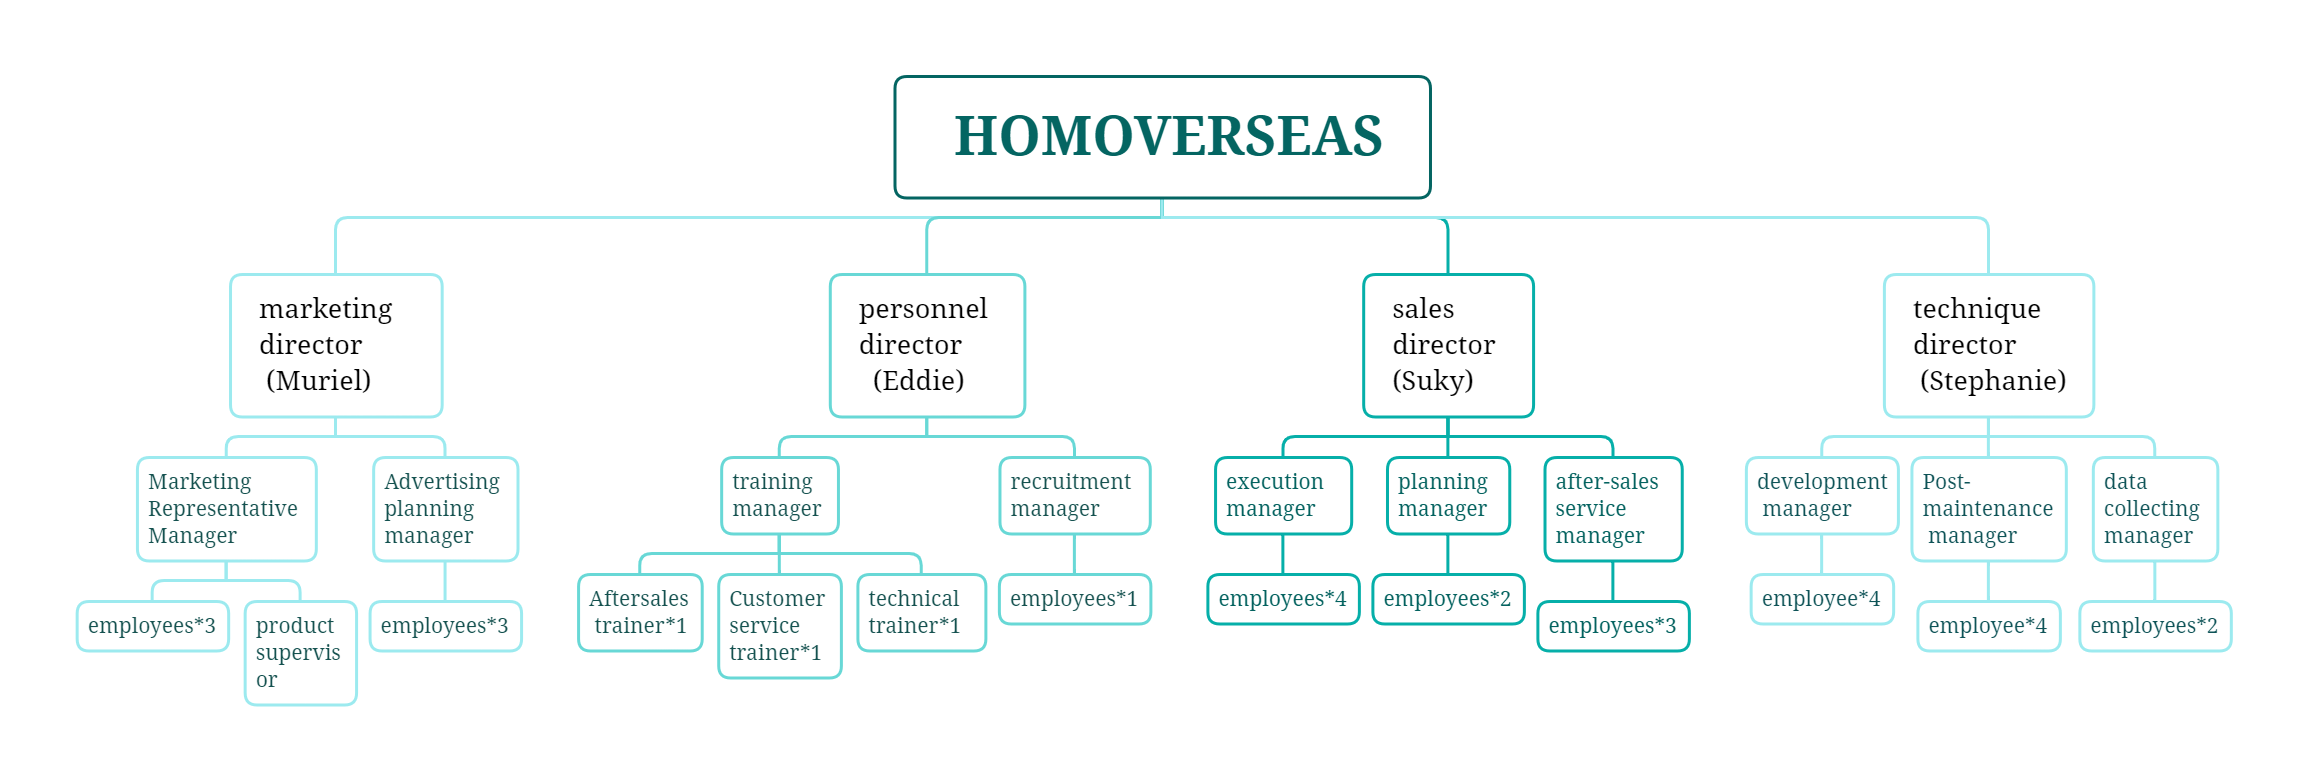 HOMOVERSEAS
marketing
director
(Muriel)
personnel
director
(Eddie)
sales
director
(Suky)
technique
director
(Stephanie)
Marketing
Representative
Manager
Advertising
planning
manager
training
manager
recruitment
manager
execution
manager
planning
manager
after-sales
service
manager
development
manager
Post-
maintenance
manager
data
collecting
manager
employees*3
product
supervis
or
employees*3
Aftersales
trainer*1
Customer
service
trainer*1
technical
trainer*1
employees*1
employees*4
employees*2
employees*3
employee*4
employee*4
employees*2